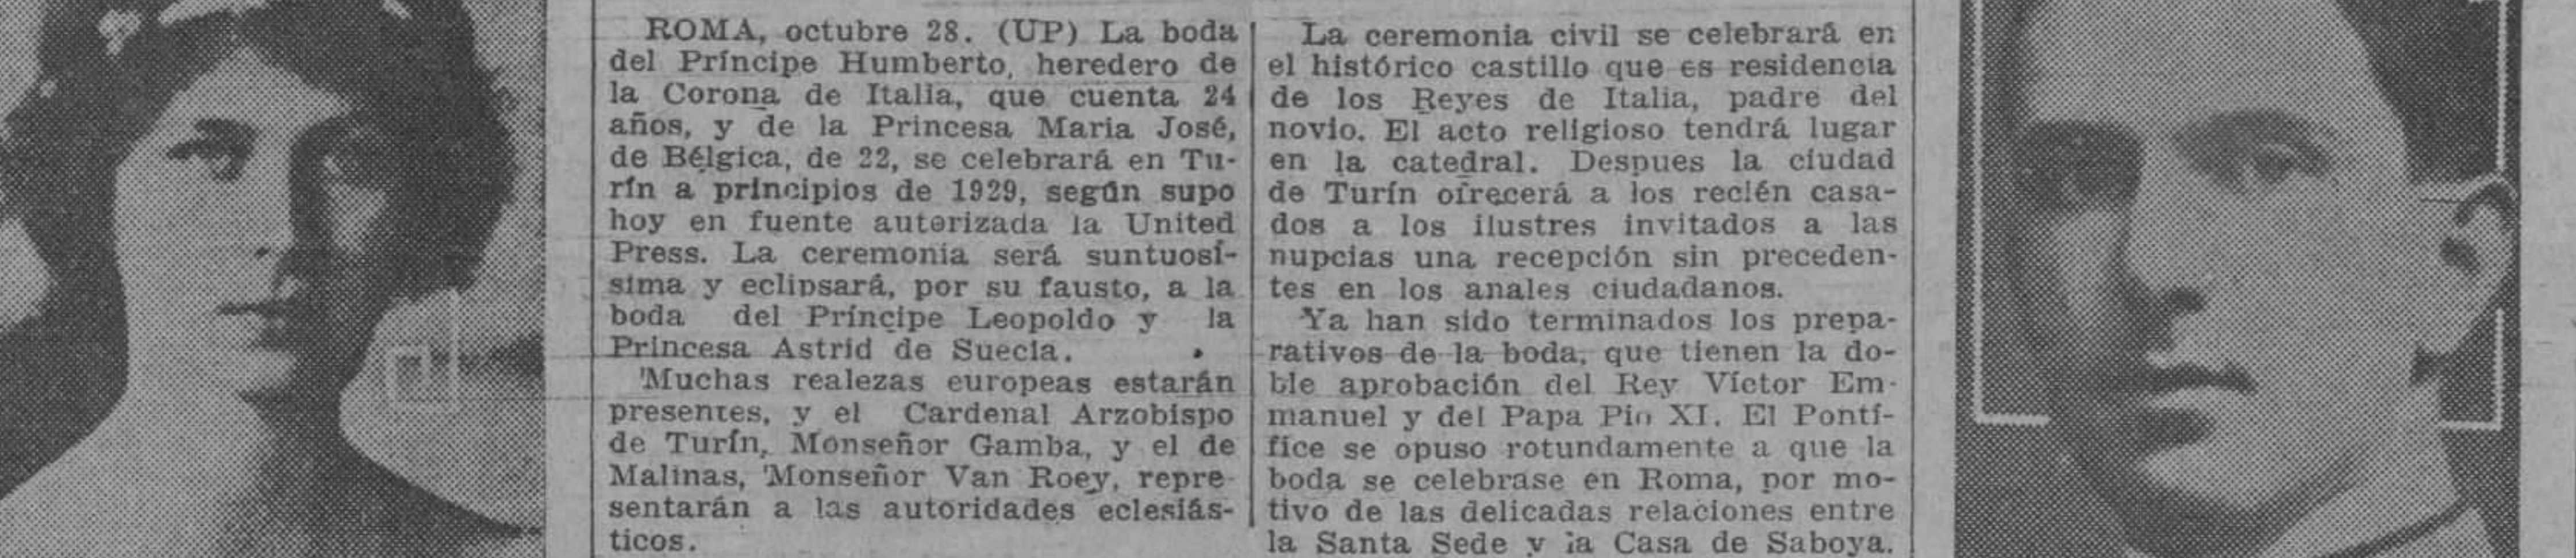 ROMA, octubre 28. (UP) La boda
del Príncipe Humberto, heredero de
la Corona de Italia, que cuenta 24
años, y de la Princesa Maria José,
de Bélgica, de 22, se celebrará en Tu-
rín a principios de 1929, según supo
hoy en fuente autorizada la United
Press. La ceremonia será suntuosí-
sima y eclipsará, por su fausto, a la
boda del Príncipe Leopoldo y la
Princesa Astrid de Suecia.
'Muchas realezas europeas estarán
presentes, y el Cardenal Arzobispo
de Turín, Monseñor Gamba, y el de
Malinas, 'Monseñor Van Roey, repre-
sentarán a las autoridades eclesiás-
ticos.
La ceremonia civil se celebrará en
el histórico castillo que es residencia
de los Reyes de Italia, padre del
novio. El acto religioso tendrá lugar
en la catedral. Despues la ciudad
de Turín ofrecerá a los recién casa-
dos a los ilustres invitados a las
nupcias una recepción sin preceden-
tes en los anales ciudadanos.
Ya han sido terminados los prepa-
rativos de la boda, que tienen la do-
ble aprobación del Rey Víctor Em-
manuel y del Papa Pio XI. El Pontí-
fice se opuso rotundamente a que la
boda se celebrase en Roma, por mo-
tivo de las delicadas relaciones entre
la Santa Sede y la Casa de Saboya.